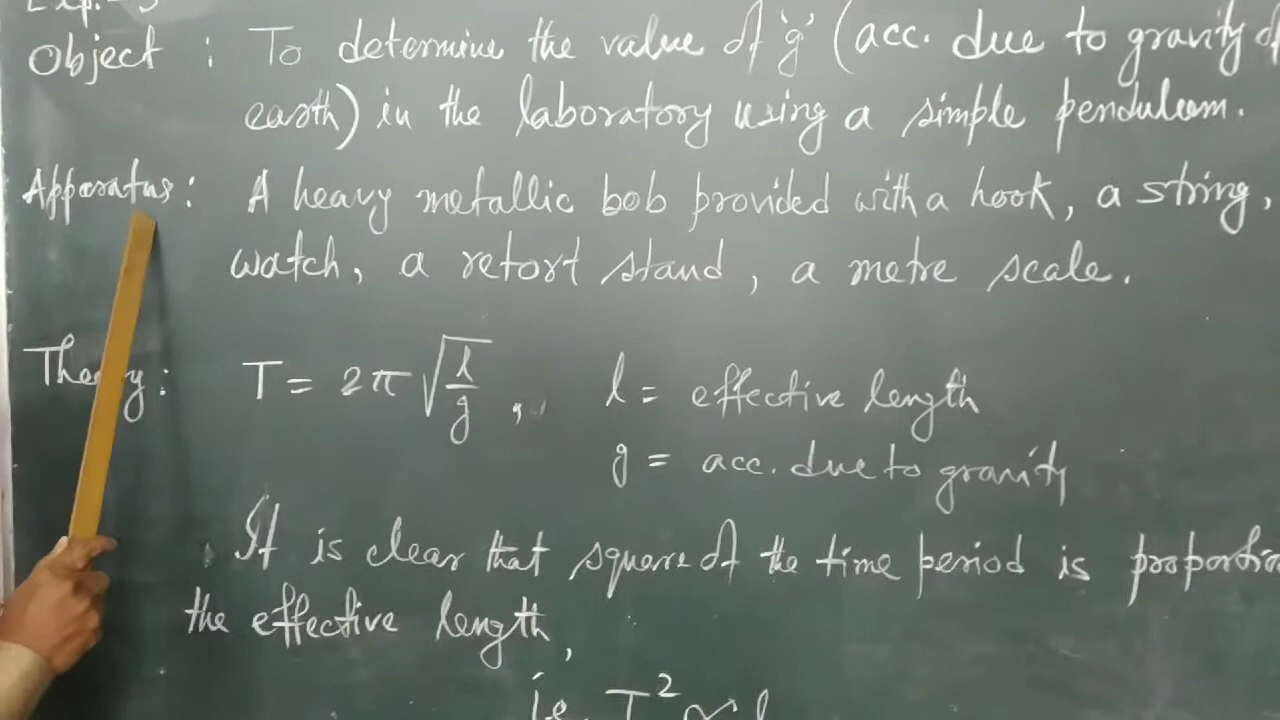 Exp. - 3
Object : To determine the value of 'g' (acc. due to gravity of
earth) in the laboratory using a simple pendulum.
Apparatus : A heavy metallic bob provided with a hook, a string,
watch, a retort stand, a metre scale.
Theory : T = 2π√(l/g) , l = effective length
g = acc. due to gravity
It is clear that square of the time period is proportio
the effective length,
i.e. T² ∝ l